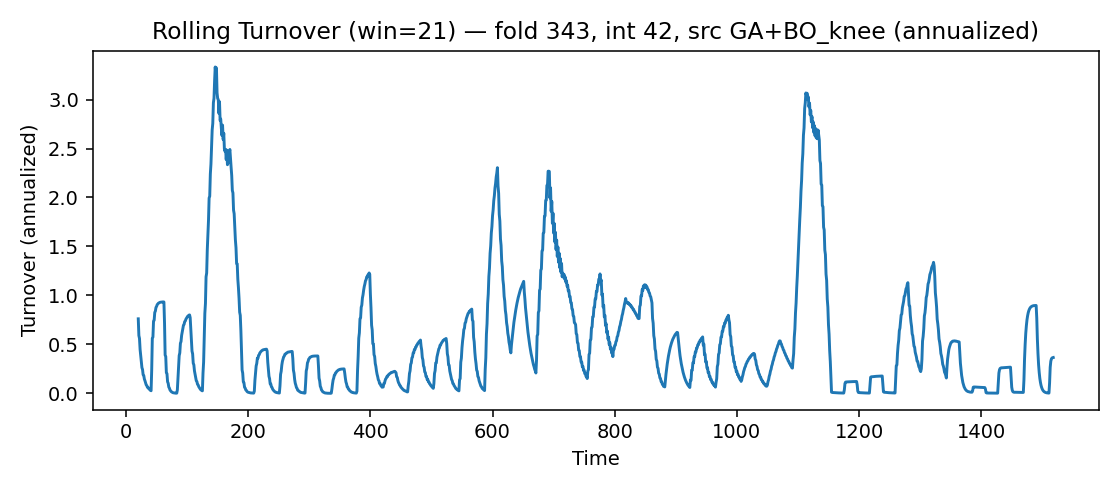 Rolling Turnover (win=21) — fold 343, int 42, src GA+BO_knee (annualized)
Turnover (annualized)
3.0
2.5
2.0
1.5
1.0
0.5
0.0
0 200 400 600 800 1000 1200 1400
Time